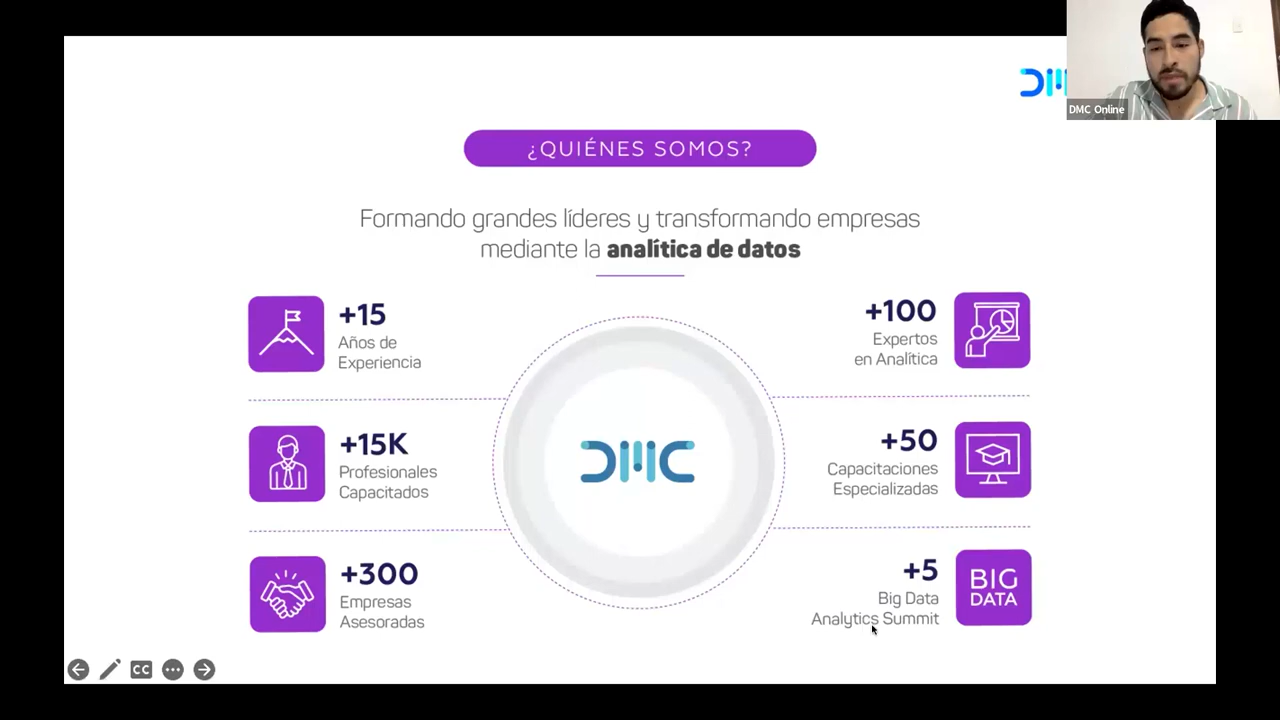 DMC Online
¿QUIÉNES SOMOS?
Formando grandes líderes y transformando empresas
mediante la analítica de datos
+15
Años de
Experiencia
+15K
Profesionales
Capacitados
+300
Empresas
Asesoradas
DMC
+100
Expertos
en Analítica
+50
Capacitaciones
Especializadas
+5
Big Data
Analytics Summit
BIG
DATA
CC